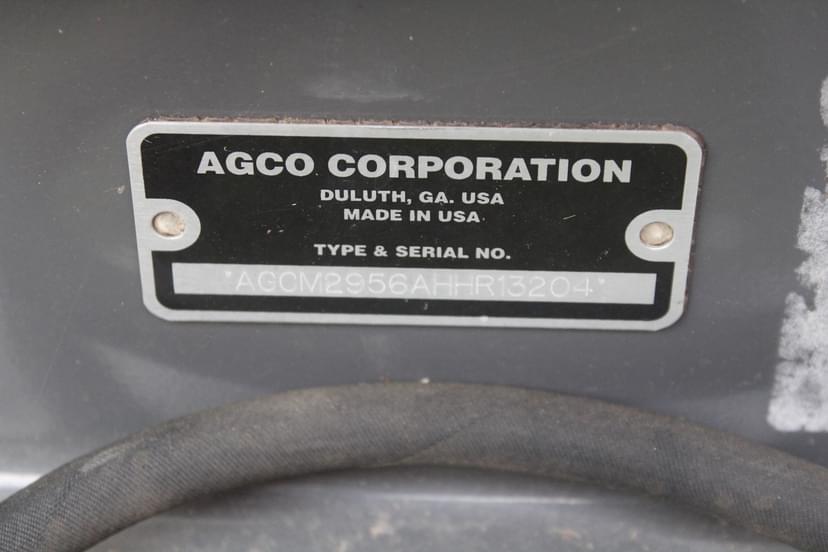 AGCO CORPORATION
DULUTH, GA. USA
MADE IN USA
TYPE & SERIAL NO.
*AGCM2956AHHR13204*